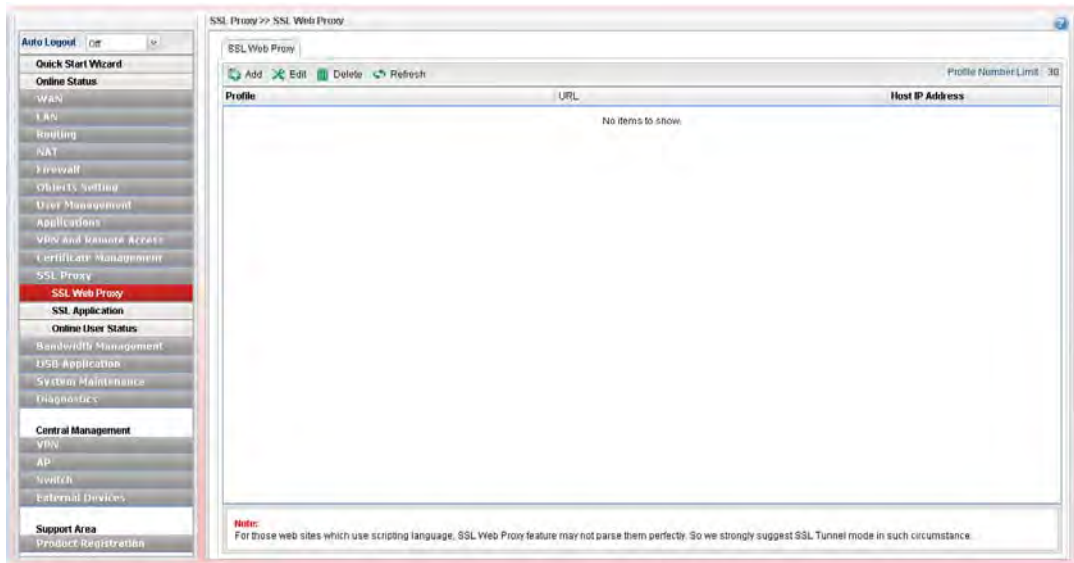 SSL Proxy >> SSL Web Proxy
Auto Logout Off
Quick Start Wizard
Online Status
WAN
LAN
Routing
NAT
Firewall
Objects Setting
User Management
Applications
VPN and Remote Access
Certificate Management
SSL Proxy
SSL Web Proxy
SSL Application
Online User Status
Bandwidth Management
USB Application
System Maintenance
Diagnostics
Central Management
VPN
AP
Switch
External Devices
Support Area
Product Registration
SSL Web Proxy
Add Edit Delete Refresh Profile Number Limit 30
Profile URL Host IP Address
No items to show.
Note:
For those web sites which use scripting language, SSL Web Proxy feature may not parse them perfectly. So we strongly suggest SSL Tunnel mode in such circumstance.